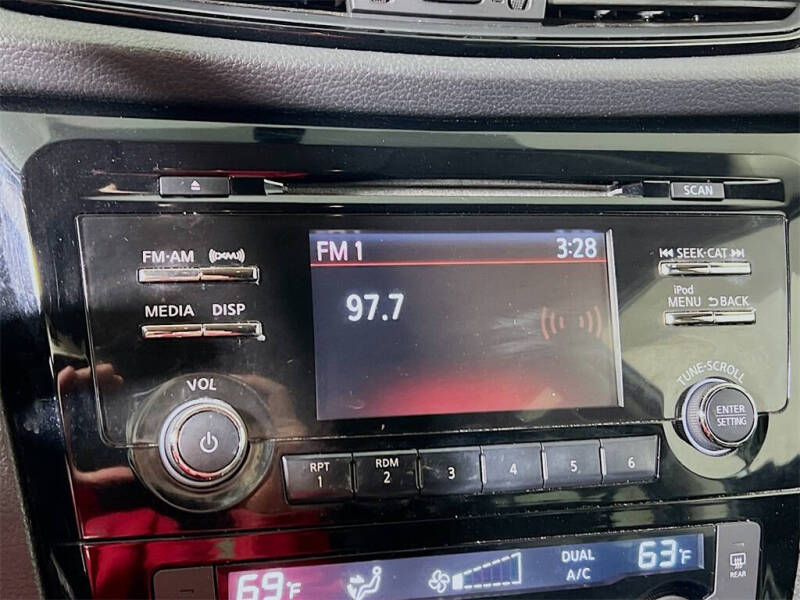 SCAN
FM·AM ((XM))
SEEK·CAT
MEDIA DISP
iPod
MENU BACK
FM 1 3:28
97.7
VOL
TUNE·SCROLL
ENTER
SETTING
RPT
1
RDM
2
3
4
5
6
69°F
DUAL
A/C
63°F
REAR